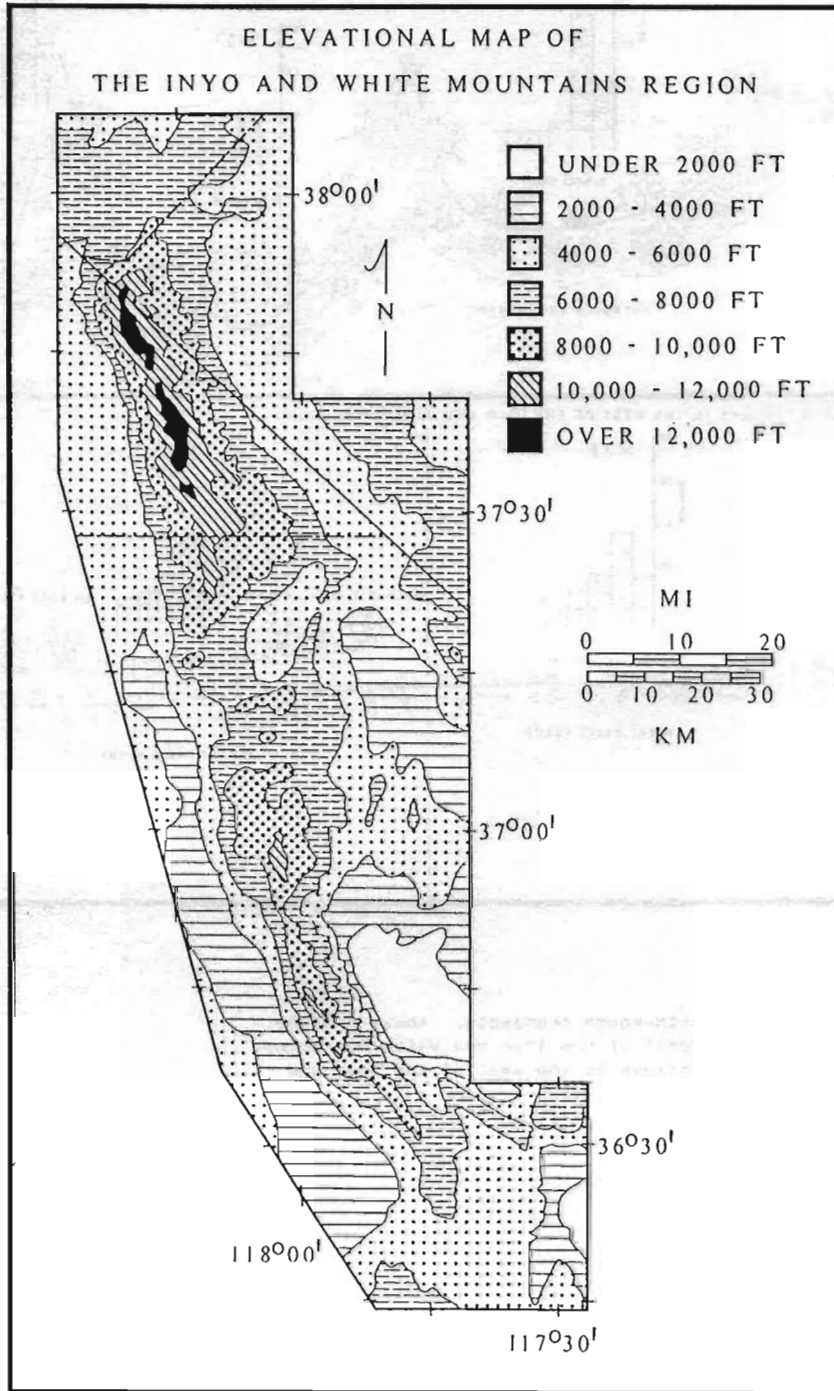 ELEVATIONAL MAP OF
THE INYO AND WHITE MOUNTAINS REGION
UNDER 2000 FT
2000 - 4000 FT
4000 - 6000 FT
6000 - 8000 FT
8000 - 10,000 FT
10,000 - 12,000 FT
OVER 12,000 FT
38°00'
N
37°30'
MI
0 10 20
0 10 20 30
KM
37°00'
36°30'
118°00'
117°30'